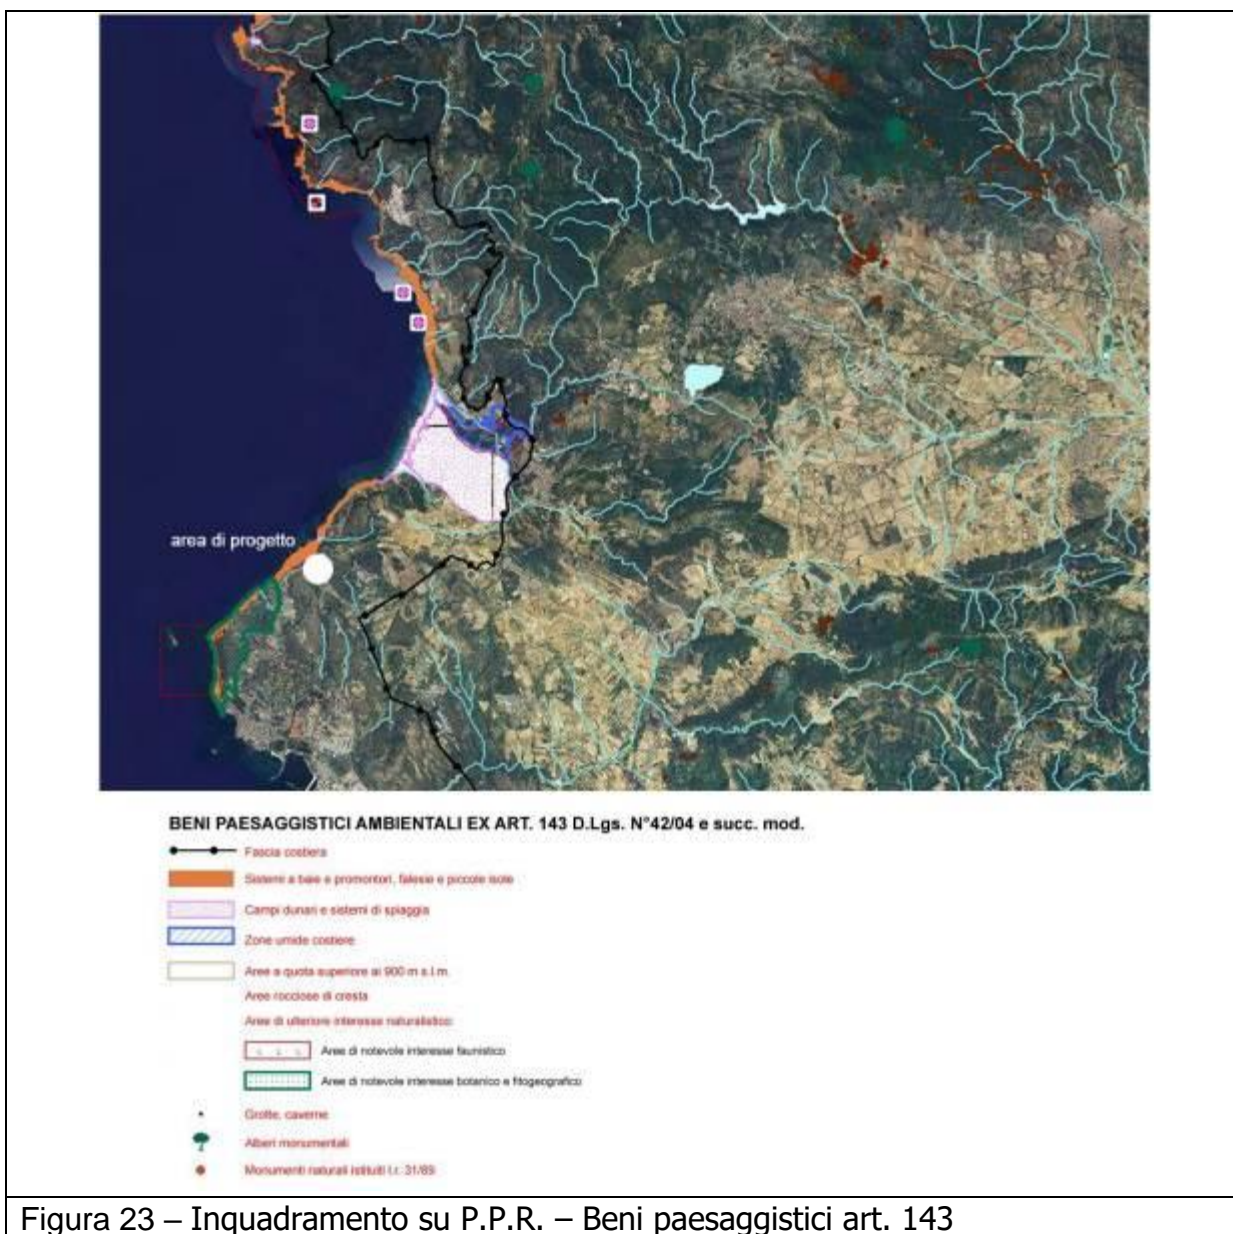 area di progetto
BENI PAESAGGISTICI AMBIENTALI EX ART. 143 D.Lgs. N°42/04 e succ. mod.
Fascia costiera
Sistemi a baie e promontori, falesie e piccole isole
Campi dunari e sistemi di spiaggia
Zone umide costiere
Aree a quota superiore ai 900 m s.l.m.
Aree rocciose di cresta
Aree di ulteriore interesse naturalistico:
Aree di notevole interesse faunistico
Aree di notevole interesse botanico e fitogeografico
Grotte, caverne
Alberi monumentali
Monumenti naturali istituiti l.r. 31/89
Figura 23 – Inquadramento su P.P.R. – Beni paesaggistici art. 143